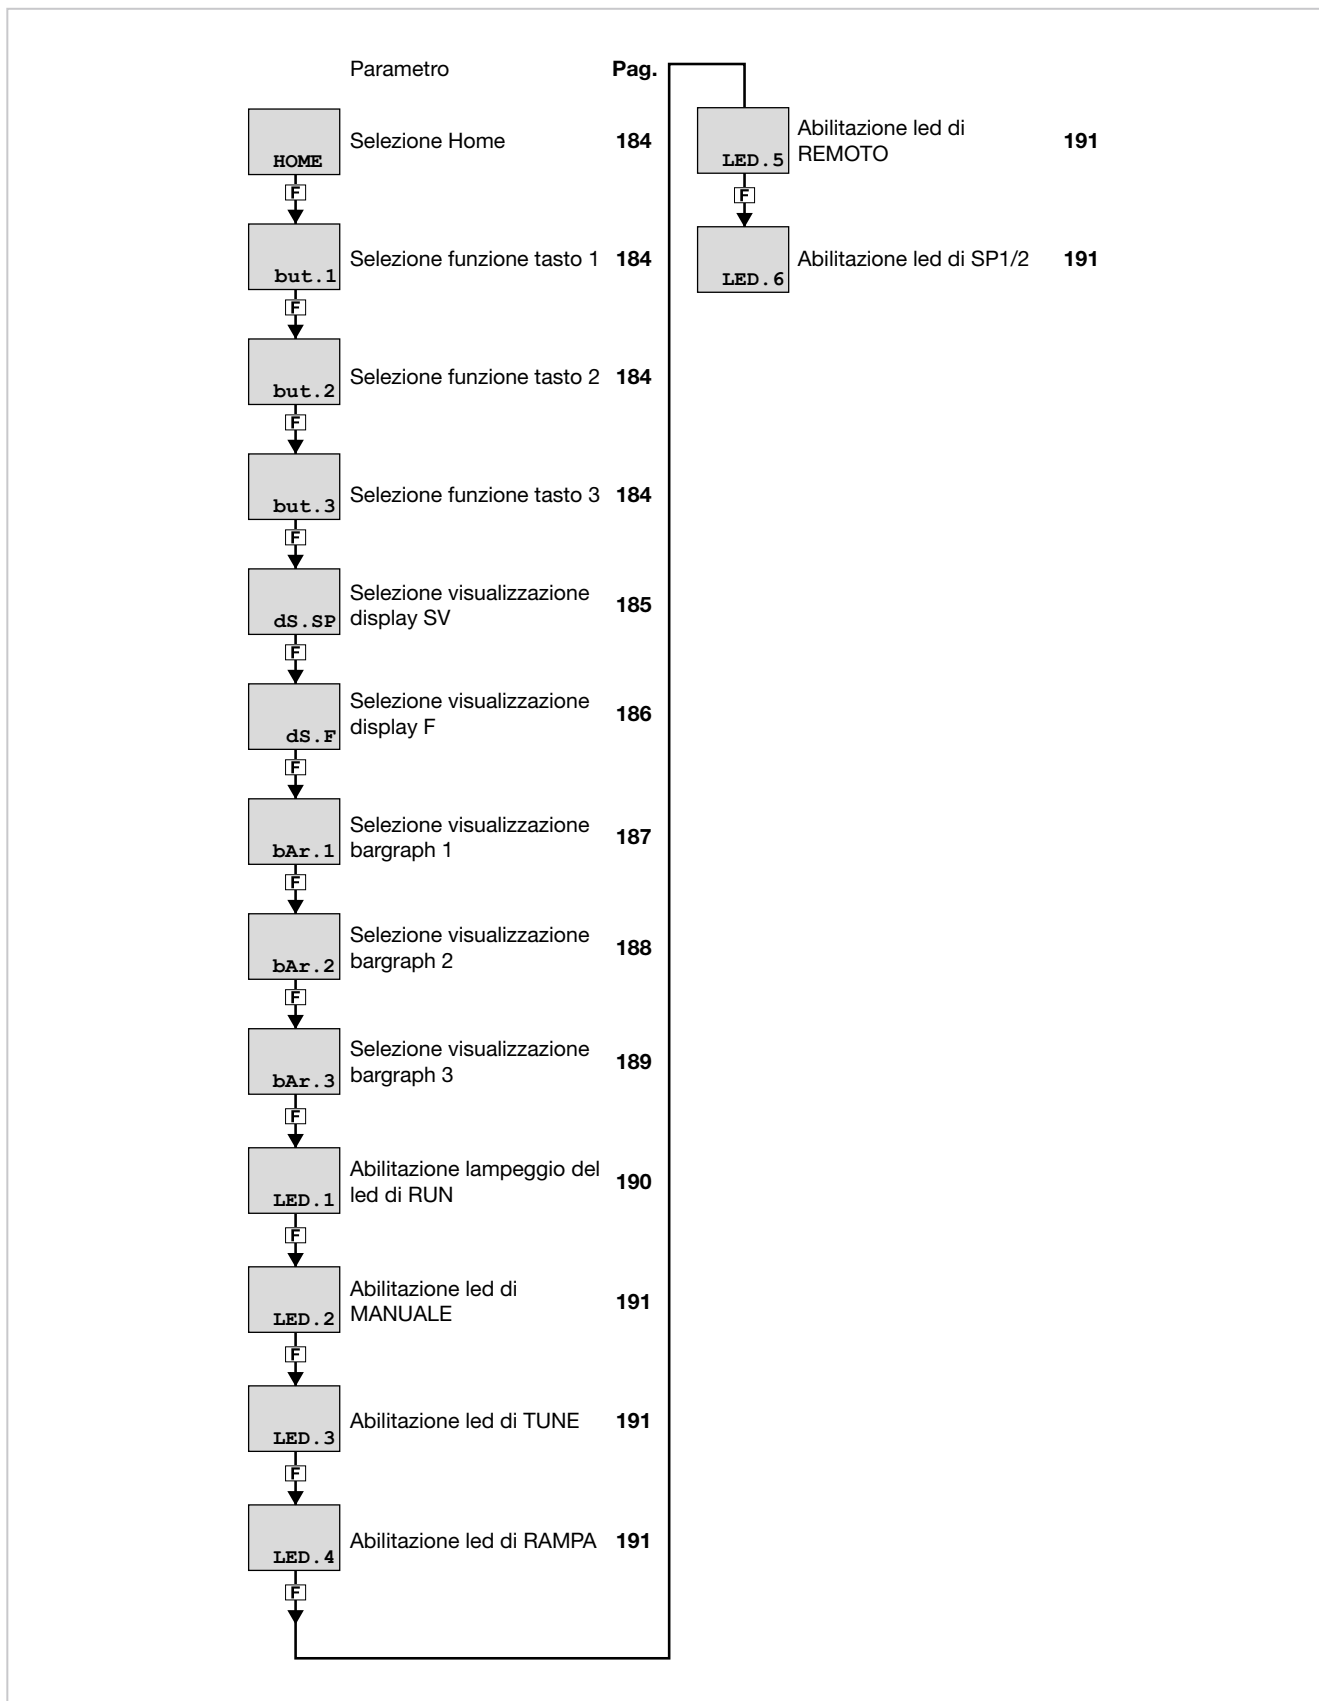 Parametro Pag.
HOME Selezione Home 184
F
but.1 Selezione funzione tasto 1 184
F
but.2 Selezione funzione tasto 2 184
F
but.3 Selezione funzione tasto 3 184
F
Selezione visualizzazione
dS.SP display SV 185
F
Selezione visualizzazione
dS.F display F 186
F
Selezione visualizzazione
bAr.1 bargraph 1 187
F
Selezione visualizzazione
bAr.2 bargraph 2 188
F
Selezione visualizzazione
bAr.3 bargraph 3 189
F
Abilitazione lampeggio del
LED.1 led di RUN 190
F
Abilitazione led di
LED.2 MANUALE 191
F
LED.3 Abilitazione led di TUNE 191
F
LED.4 Abilitazione led di RAMPA 191
F
Abilitazione led di
LED.5 REMOTO 191
F
LED.6 Abilitazione led di SP1/2 191